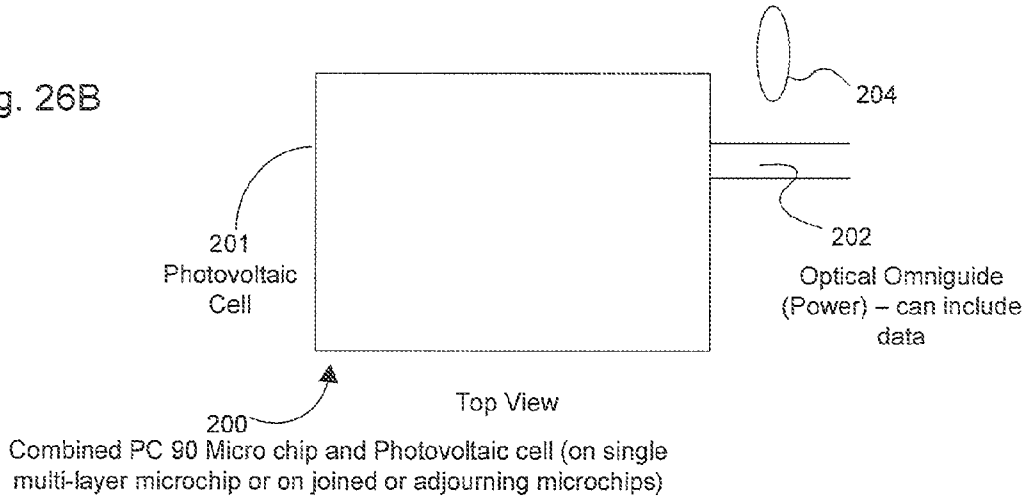 g. 26B
204
201
Photovoltaic
Cell
202
Optical Omniguide
(Power) – can include
data
Top View
200
Combined PC 90 Micro chip and Photovoltaic cell (on single
multi-layer microchip or on joined or adjourning microchips)